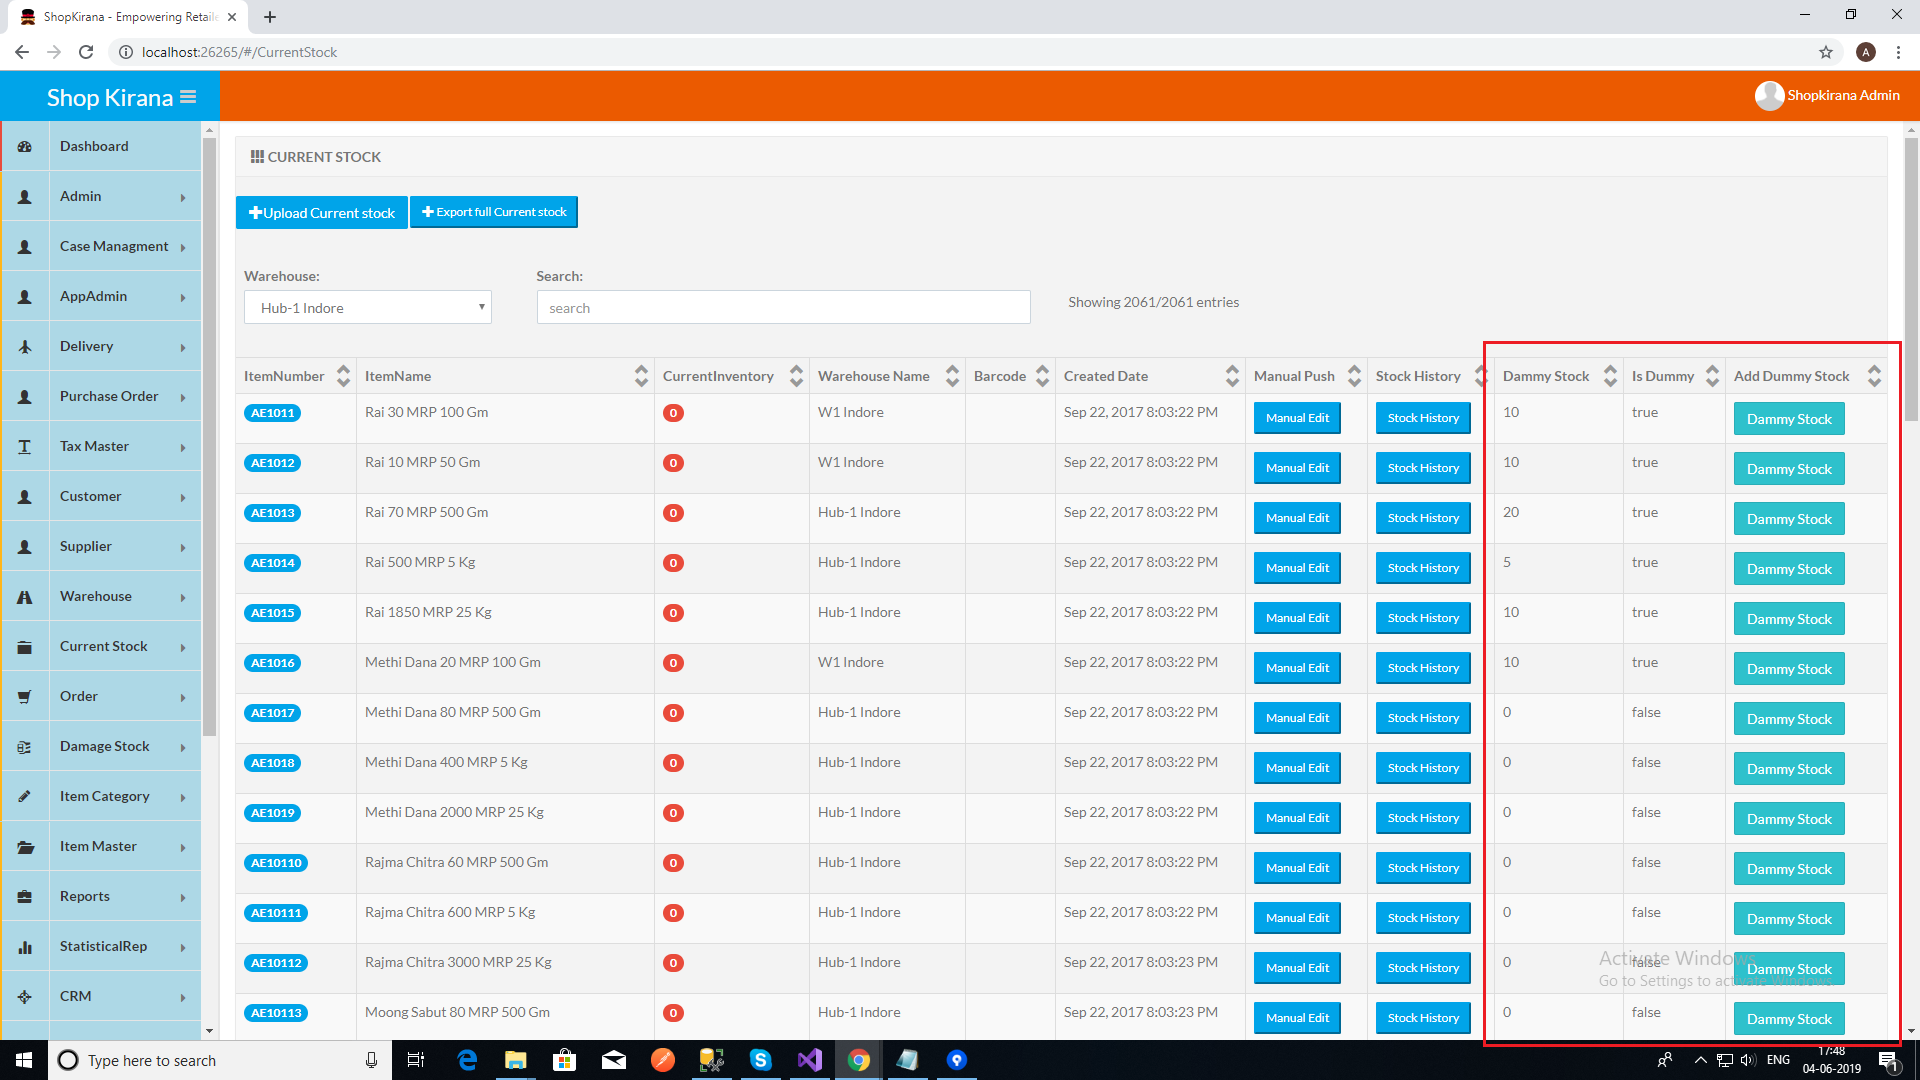 ShopKirana - Empowering Retaile
localhost:26265/#/CurrentStock
A
Shop Kirana
Shopkirana Admin
Dashboard
Admin
Case Managment
AppAdmin
Delivery
Purchase Order
Tax Master
Customer
Supplier
Warehouse
Current Stock
Order
Damage Stock
Item Category
Item Master
Reports
StatisticalRep
CRM
CURRENT STOCK
Upload Current stock Export full Current stock
Warehouse: Search:
Hub-1 Indore search Showing 2061/2061 entries
ItemNumber ItemName CurrentInventory Warehouse Name Barcode Created Date Manual Push Stock History Dammy Stock Is Dummy Add Dummy Stock
AE1011 Rai 30 MRP 100 Gm 0 W1 Indore Sep 22, 2017 8:03:22 PM Manual Edit Stock History 10 true Dammy Stock
AE1012 Rai 10 MRP 50 Gm 0 W1 Indore Sep 22, 2017 8:03:22 PM Manual Edit Stock History 10 true Dammy Stock
AE1013 Rai 70 MRP 500 Gm 0 Hub-1 Indore Sep 22, 2017 8:03:22 PM Manual Edit Stock History 20 true Dammy Stock
AE1014 Rai 500 MRP 5 Kg 0 Hub-1 Indore Sep 22, 2017 8:03:22 PM Manual Edit Stock History 5 true Dammy Stock
AE1015 Rai 1850 MRP 25 Kg 0 Hub-1 Indore Sep 22, 2017 8:03:22 PM Manual Edit Stock History 10 true Dammy Stock
AE1016 Methi Dana 20 MRP 100 Gm 0 W1 Indore Sep 22, 2017 8:03:22 PM Manual Edit Stock History 10 true Dammy Stock
AE1017 Methi Dana 80 MRP 500 Gm 0 Hub-1 Indore Sep 22, 2017 8:03:22 PM Manual Edit Stock History 0 false Dammy Stock
AE1018 Methi Dana 400 MRP 5 Kg 0 Hub-1 Indore Sep 22, 2017 8:03:22 PM Manual Edit Stock History 0 false Dammy Stock
AE1019 Methi Dana 2000 MRP 25 Kg 0 Hub-1 Indore Sep 22, 2017 8:03:22 PM Manual Edit Stock History 0 false Dammy Stock
AE10110 Rajma Chitra 60 MRP 500 Gm 0 Hub-1 Indore Sep 22, 2017 8:03:22 PM Manual Edit Stock History 0 false Dammy Stock
AE10111 Rajma Chitra 600 MRP 5 Kg 0 Hub-1 Indore Sep 22, 2017 8:03:22 PM Manual Edit Stock History 0 false Dammy Stock
AE10112 Rajma Chitra 3000 MRP 25 Kg 0 Hub-1 Indore Sep 22, 2017 8:03:23 PM Manual Edit Stock History 0 false Dammy Stock
AE10113 Moong Sabut 80 MRP 500 Gm 0 Hub-1 Indore Sep 22, 2017 8:03:23 PM Manual Edit Stock History 0 false Dammy Stock
Activate Windows
Go to Settings to activate Windows.
Type here to search
ENG
17:48
04-06-2019
1